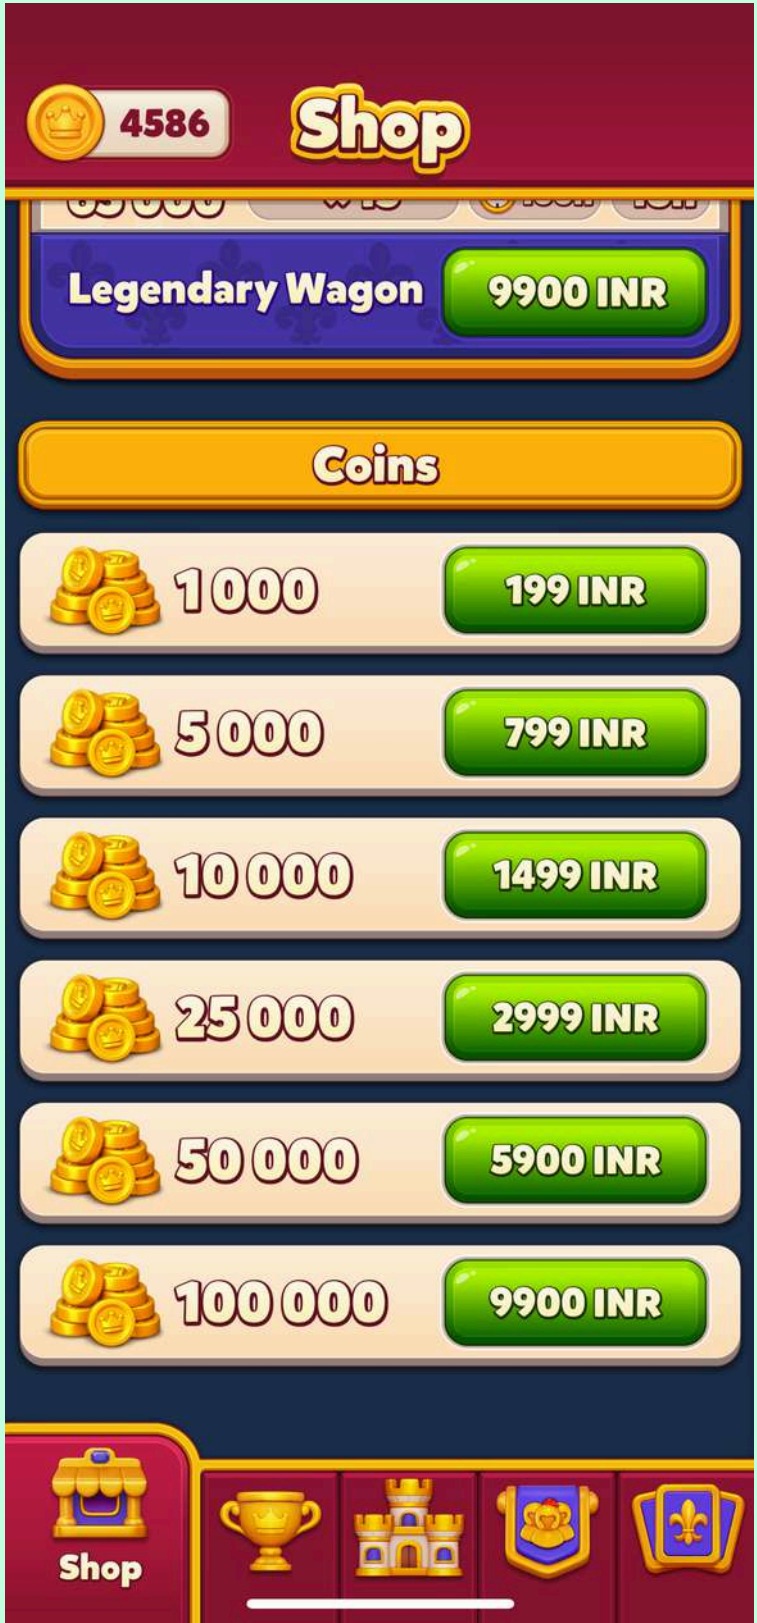 4586
Shop
Legendary Wagon
9900 INR
Coins
1 000
199 INR
5 000
799 INR
10 000
1499 INR
25 000
2999 INR
50 000
5900 INR
100 000
9900 INR
Shop